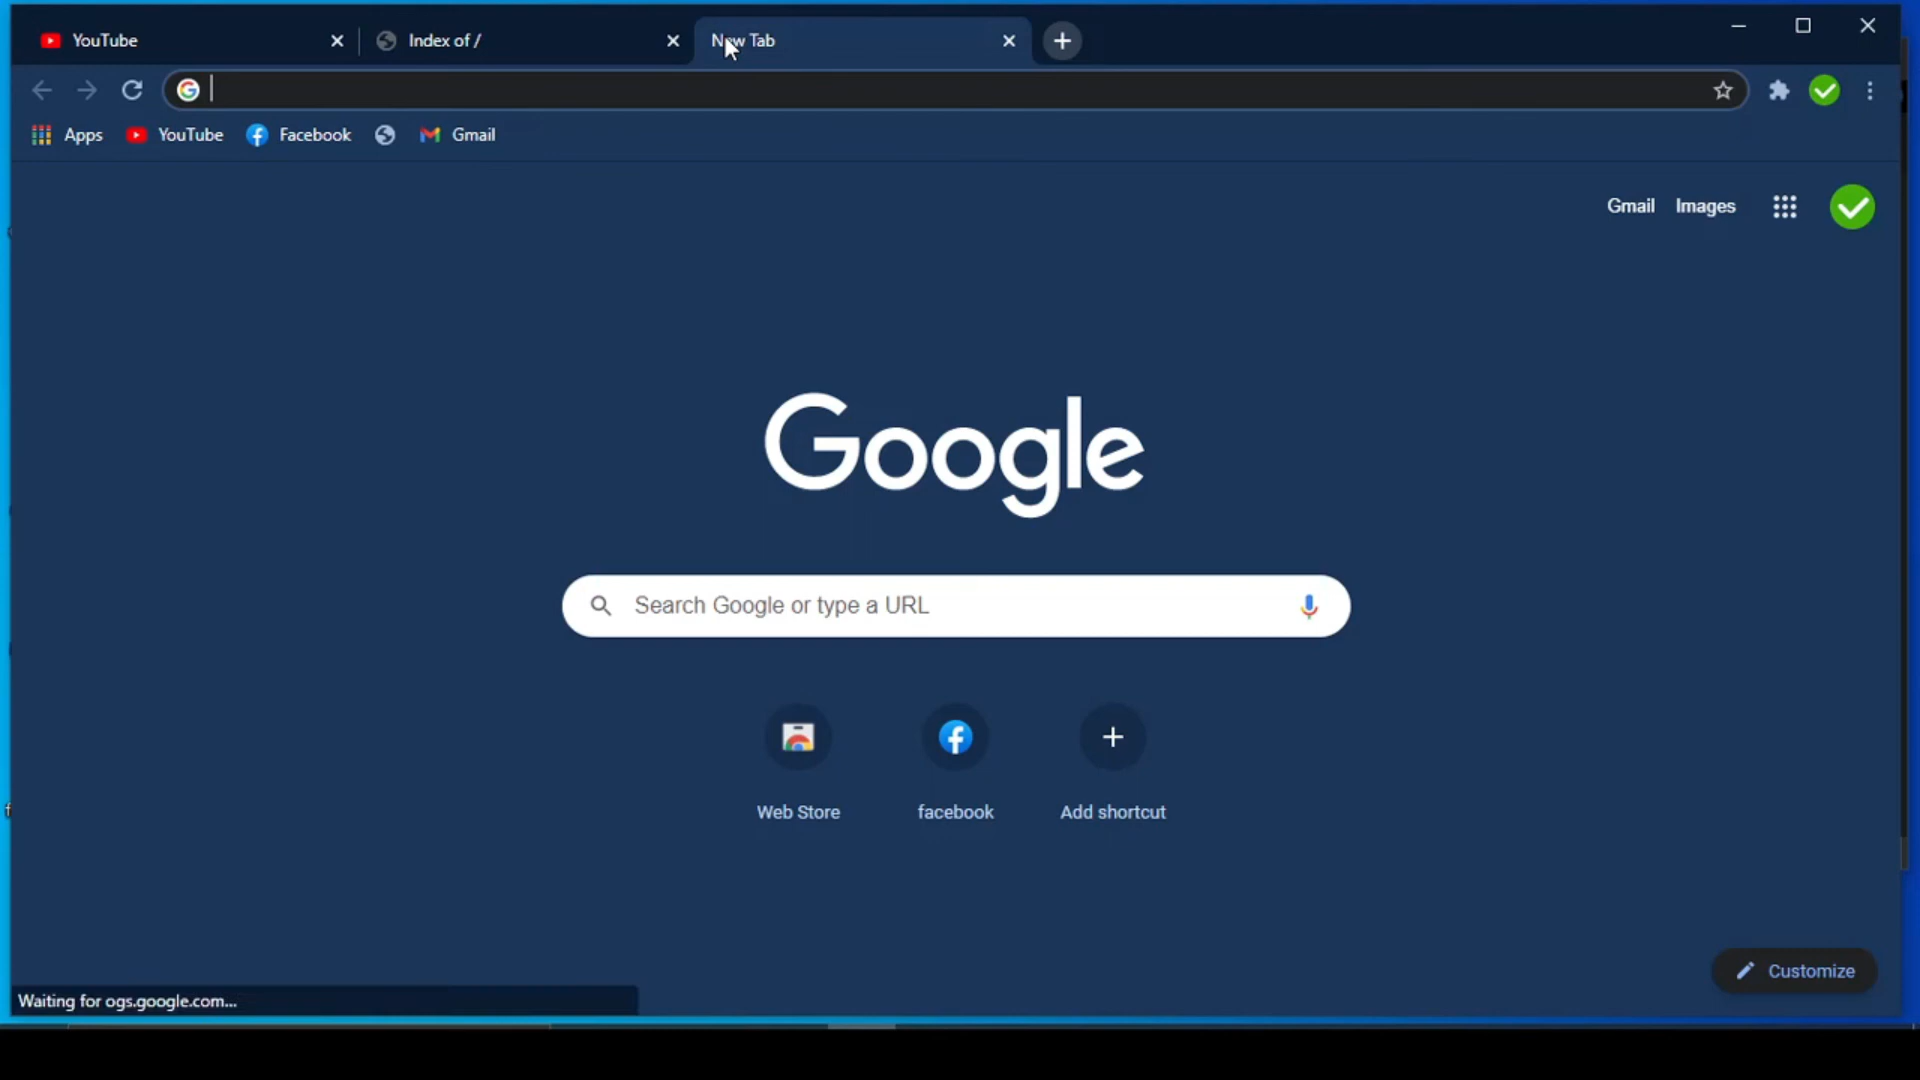 YouTube
Index of /
New Tab
Apps
YouTube
Facebook
Gmail
Gmail
Images
Google
Search Google or type a URL
Web Store
facebook
Add shortcut
Customize
Waiting for ogs.google.com...